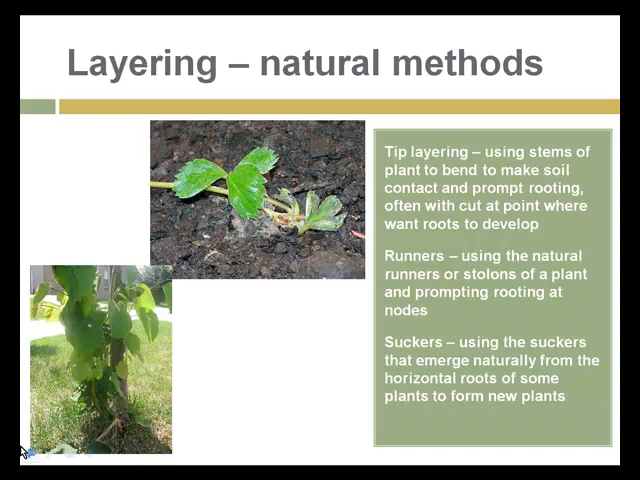 Layering – natural methods
Tip layering – using stems of
plant to bend to make soil
contact and prompt rooting,
often with cut at point where
want roots to develop
Runners – using the natural
runners or stolons of a plant
and prompting rooting at
nodes
Suckers – using the suckers
that emerge naturally from the
horizontal roots of some
plants to form new plants